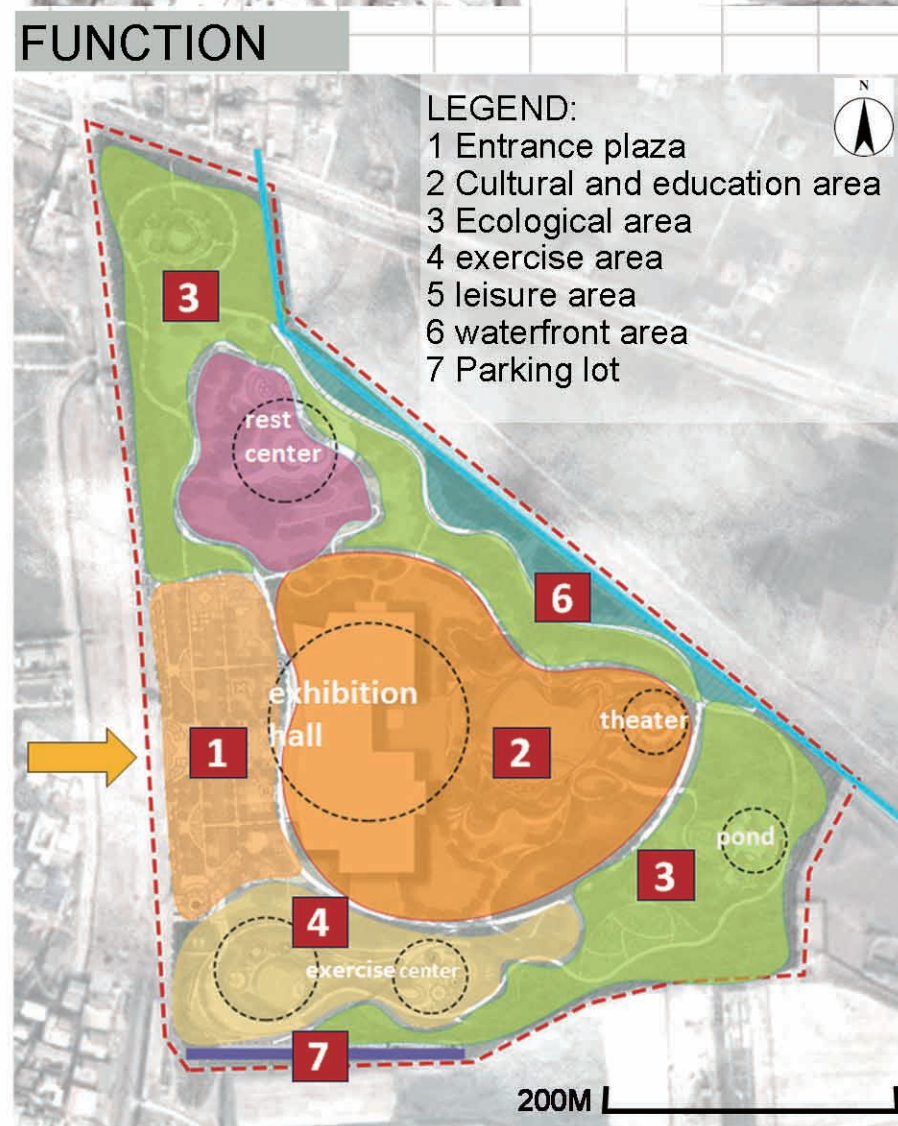 FUNCTION
N
LEGEND:
1 Entrance plaza
2 Cultural and education area
3 Ecological area
4 exercise area
5 leisure area
6 waterfront area
7 Parking lot
3
rest
center
6
exhibition
hall
theater
1
2
pond
3
4
exercise center
7
200M